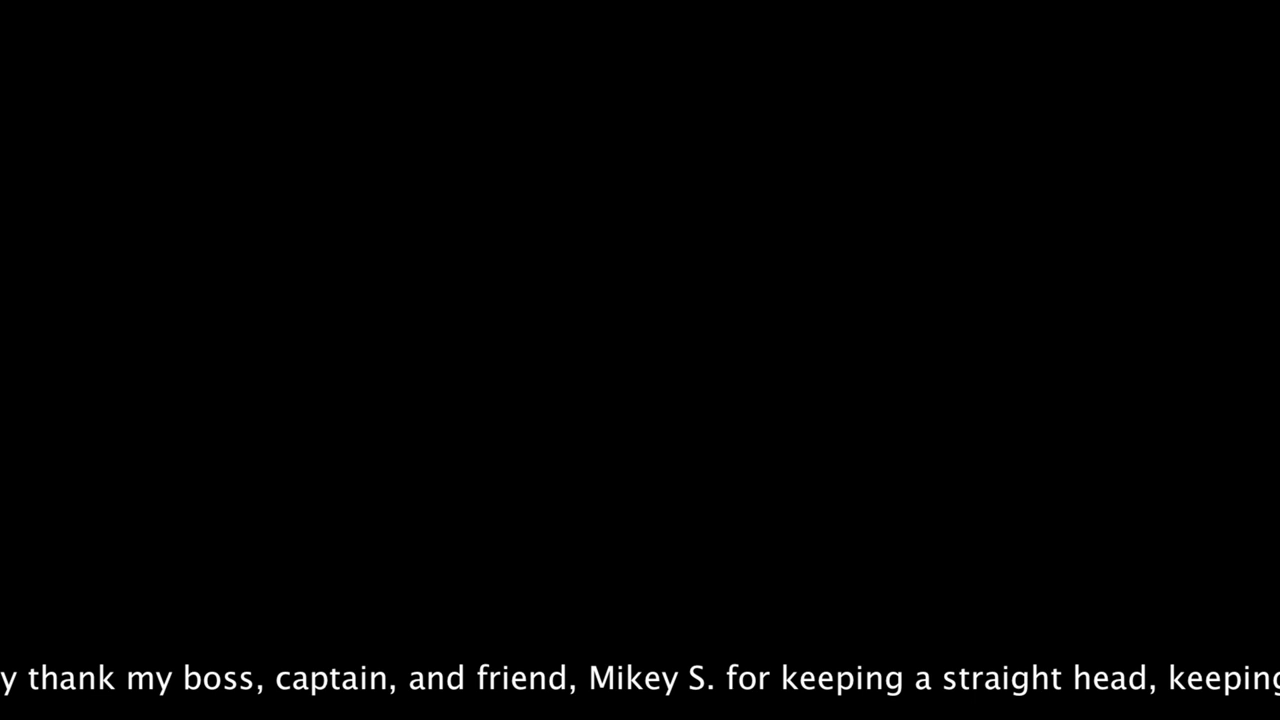 y thank my boss, captain, and friend, Mikey S. for keeping a straight head, keeping